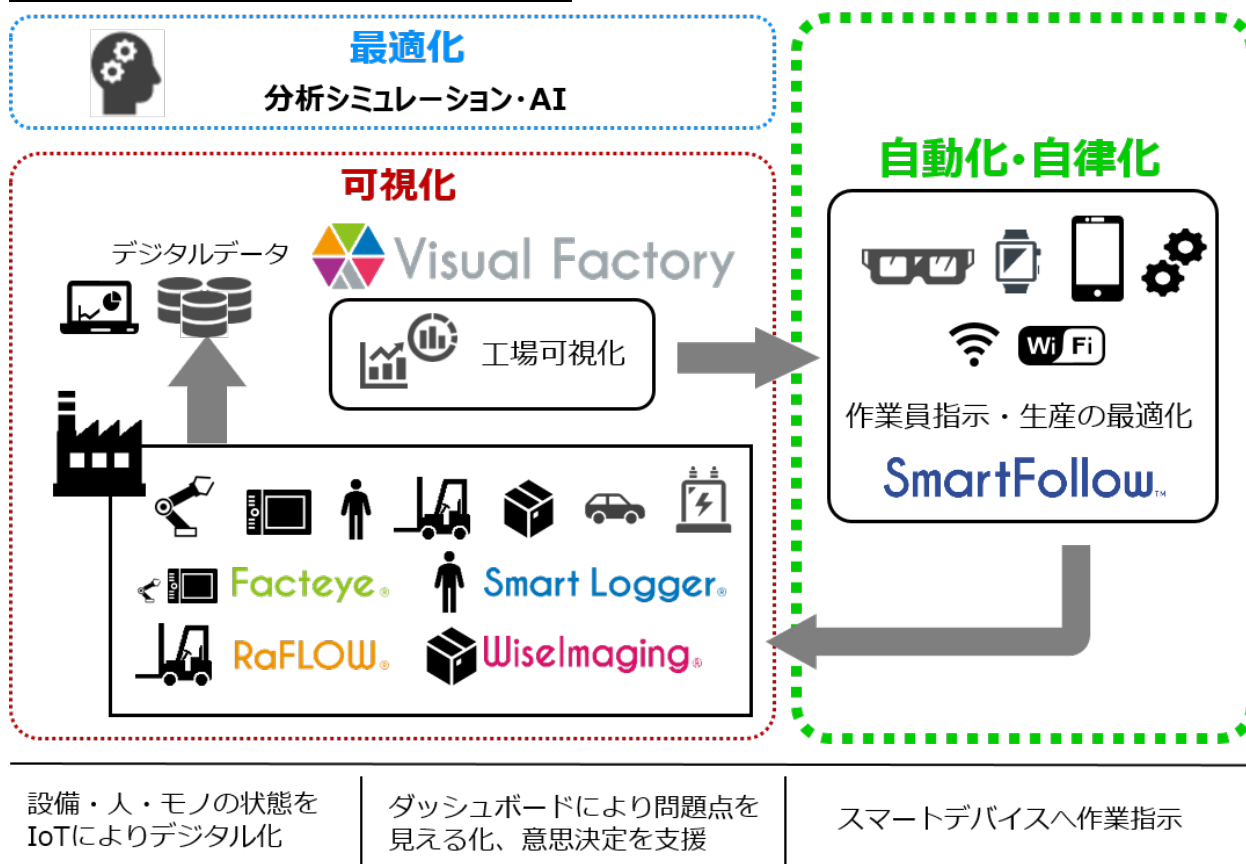 最適化
分析シミュレーション・AI
可視化
デジタルデータ
Visual Factory
工場可視化
Facteye®
Smart Logger®
RaFLOW®
WiseImaging®
自動化・自律化
Wi Fi
作業員指示・生産の最適化
SmartFollow™
設備・人・モノの状態を
IoTによりデジタル化
ダッシュボードにより問題点を
見える化、意思決定を支援
スマートデバイスへ作業指示